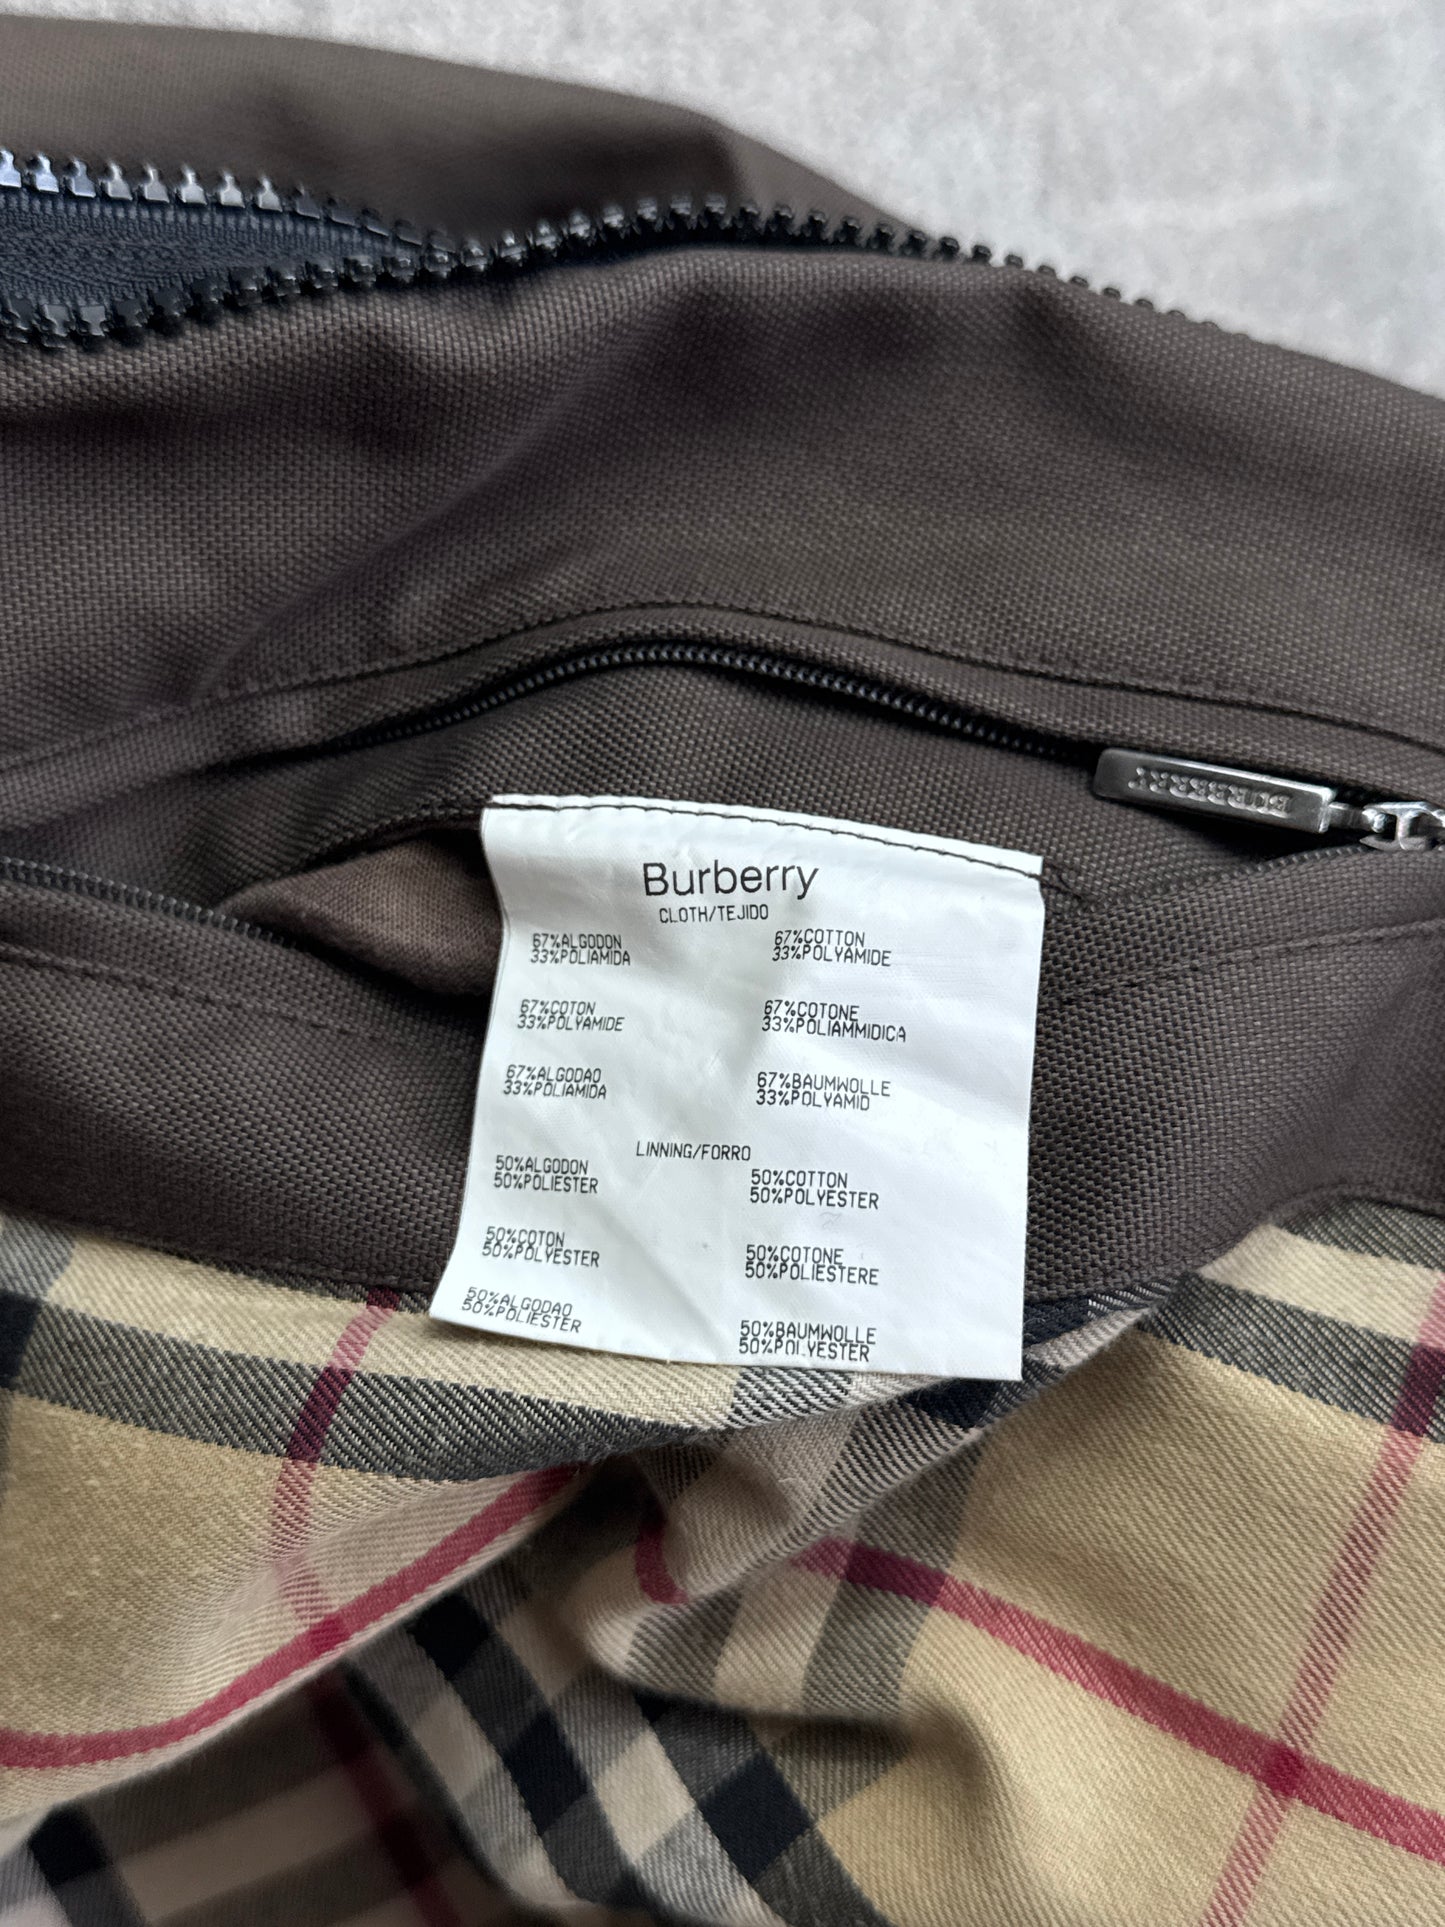 BURBERRY
Burberry
CLOTH/TEJIDO
67%ALGODON
33%POLIAMIDA
67%COTTON
33%POLYAMIDE
67%COTON
33%POLYAMIDE
67%COTONE
33%POLIAMMIDICA
67%ALGODAO
33%POLIAMIDA
67%BAUMWOLLE
33%POLYAMID
LINNING/FORRO
50%ALGODON
50%POLIESTER
50%COTTON
50%POLYESTER
50%COTON
50%POLYESTER
50%COTONE
50%POLIESTERE
50%ALGODAO
50%POLIESTER
50%BAUMWOLLE
50%POLYESTER